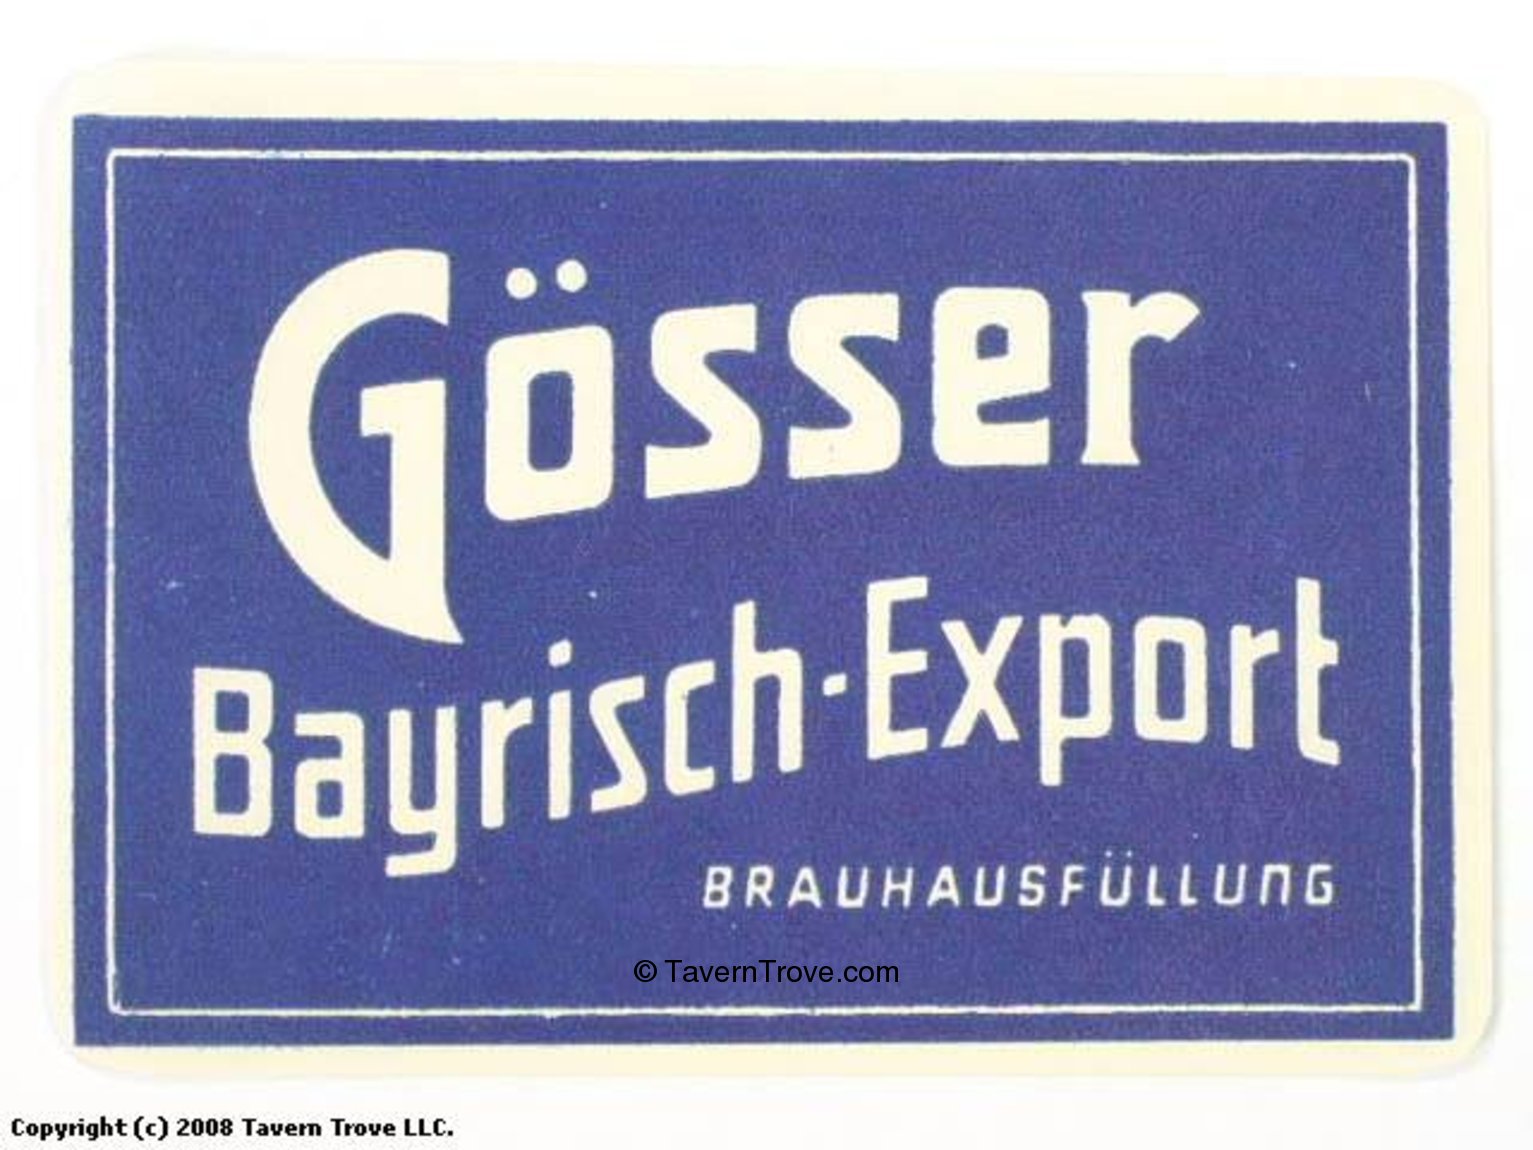 Gösser
Bayrisch-Export
BRAUHAUSFÜLLUNG
© TavernTrove.com
Copyright (c) 2008 Tavern Trove LLC.